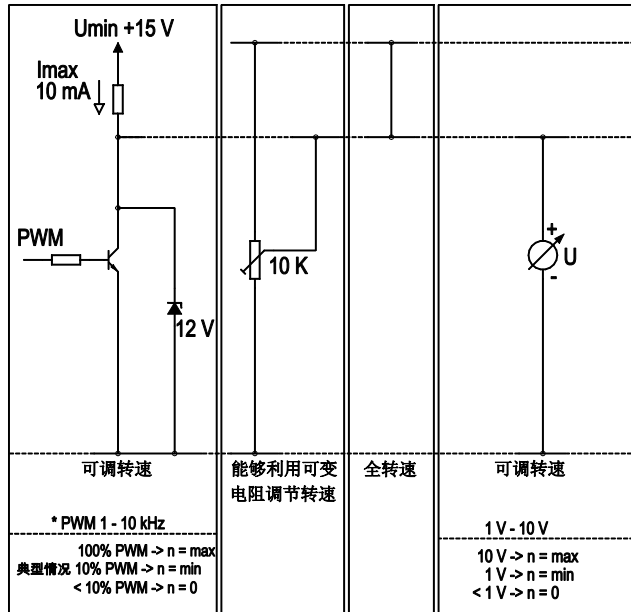 Umin +15 V
Imax
10 mA
PWM
12 V
可调转速
* PWM 1 - 10 kHz
100% PWM -> n = max
典型情况 10% PWM -> n = min
< 10% PWM -> n = 0
10 K
能够利用可变
电阻调节转速
全转速
+
U
-
可调转速
1 V - 10 V
10 V -> n = max
1 V -> n = min
< 1 V -> n = 0